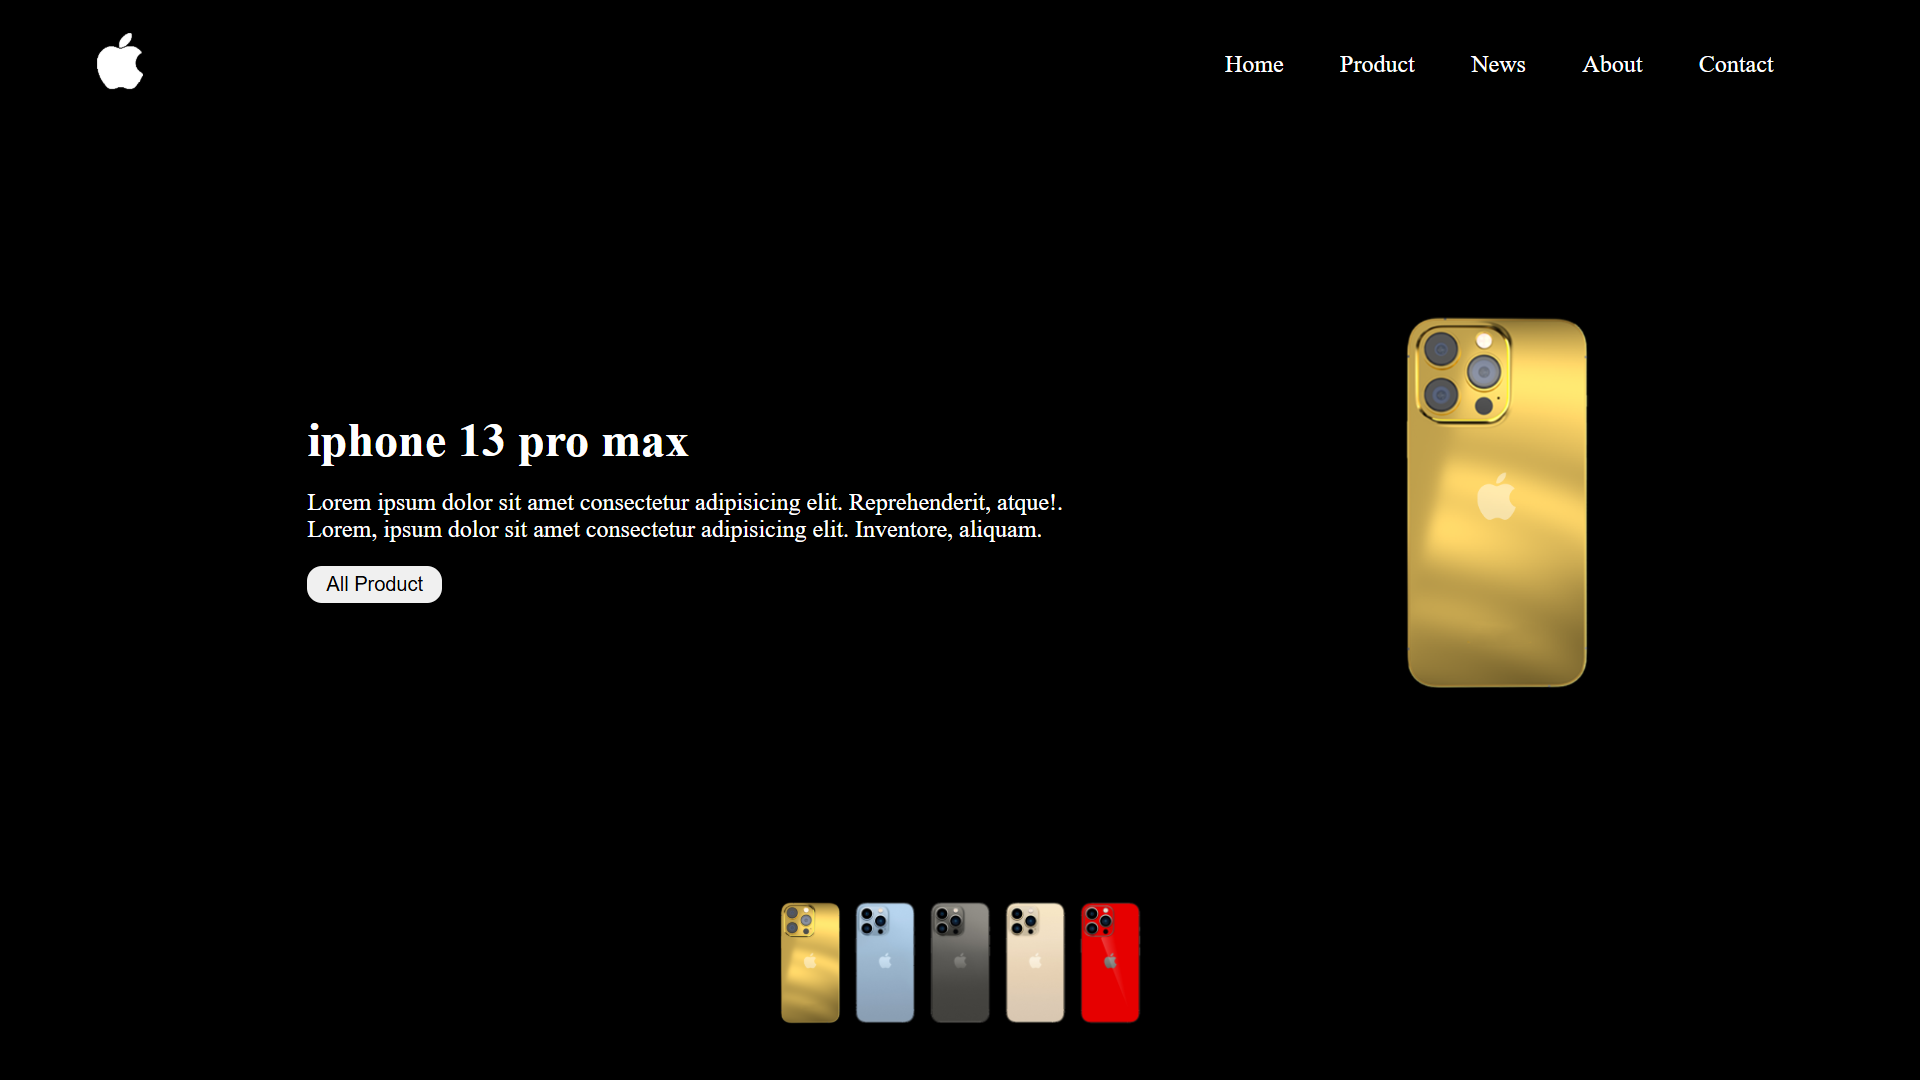 Home Product News About Contact
iphone 13 pro max
Lorem ipsum dolor sit amet consectetur adipisicing elit. Reprehenderit, atque!.
Lorem, ipsum dolor sit amet consectetur adipisicing elit. Inventore, aliquam.
All Product